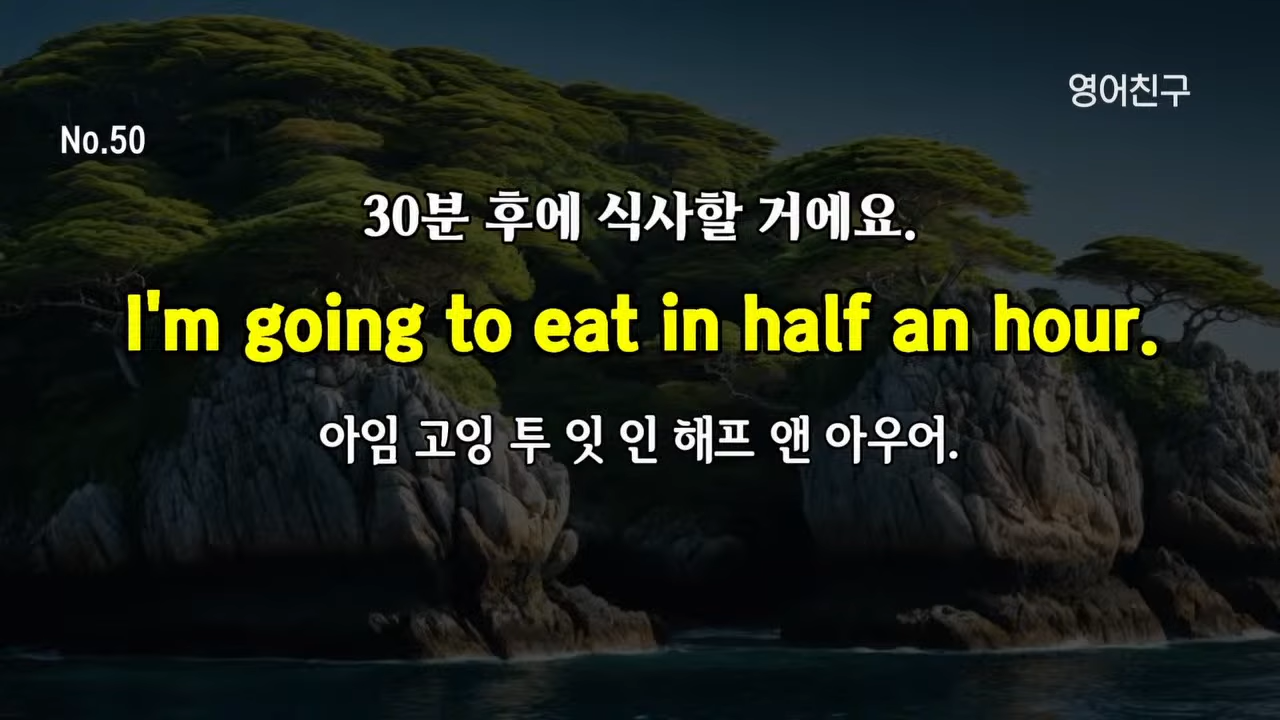 영어친구
No.50
30분 후에 식사할 거에요.
I'm going to eat in half an hour.
아임 고잉 투 잇 인 해프 앤 아우어.